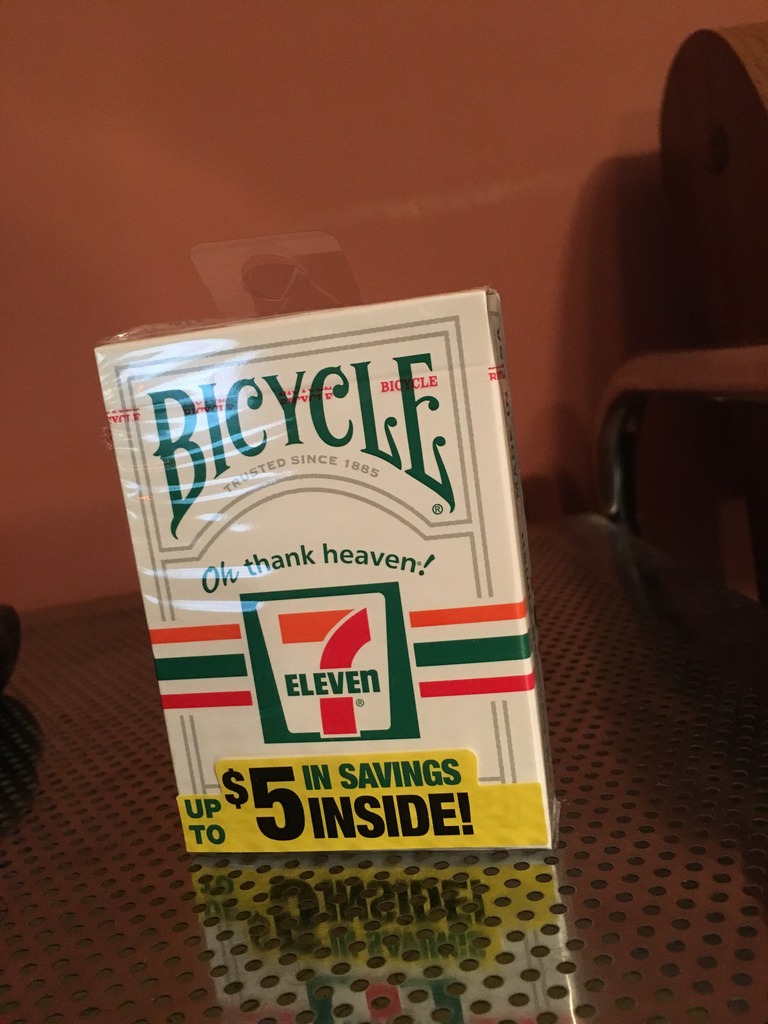 BICYCLE
BICYCLE
TRUSTED SINCE 1885
®
Oh thank heaven!
7
ELEVEn
®
UP TO
$5 IN SAVINGS
INSIDE!